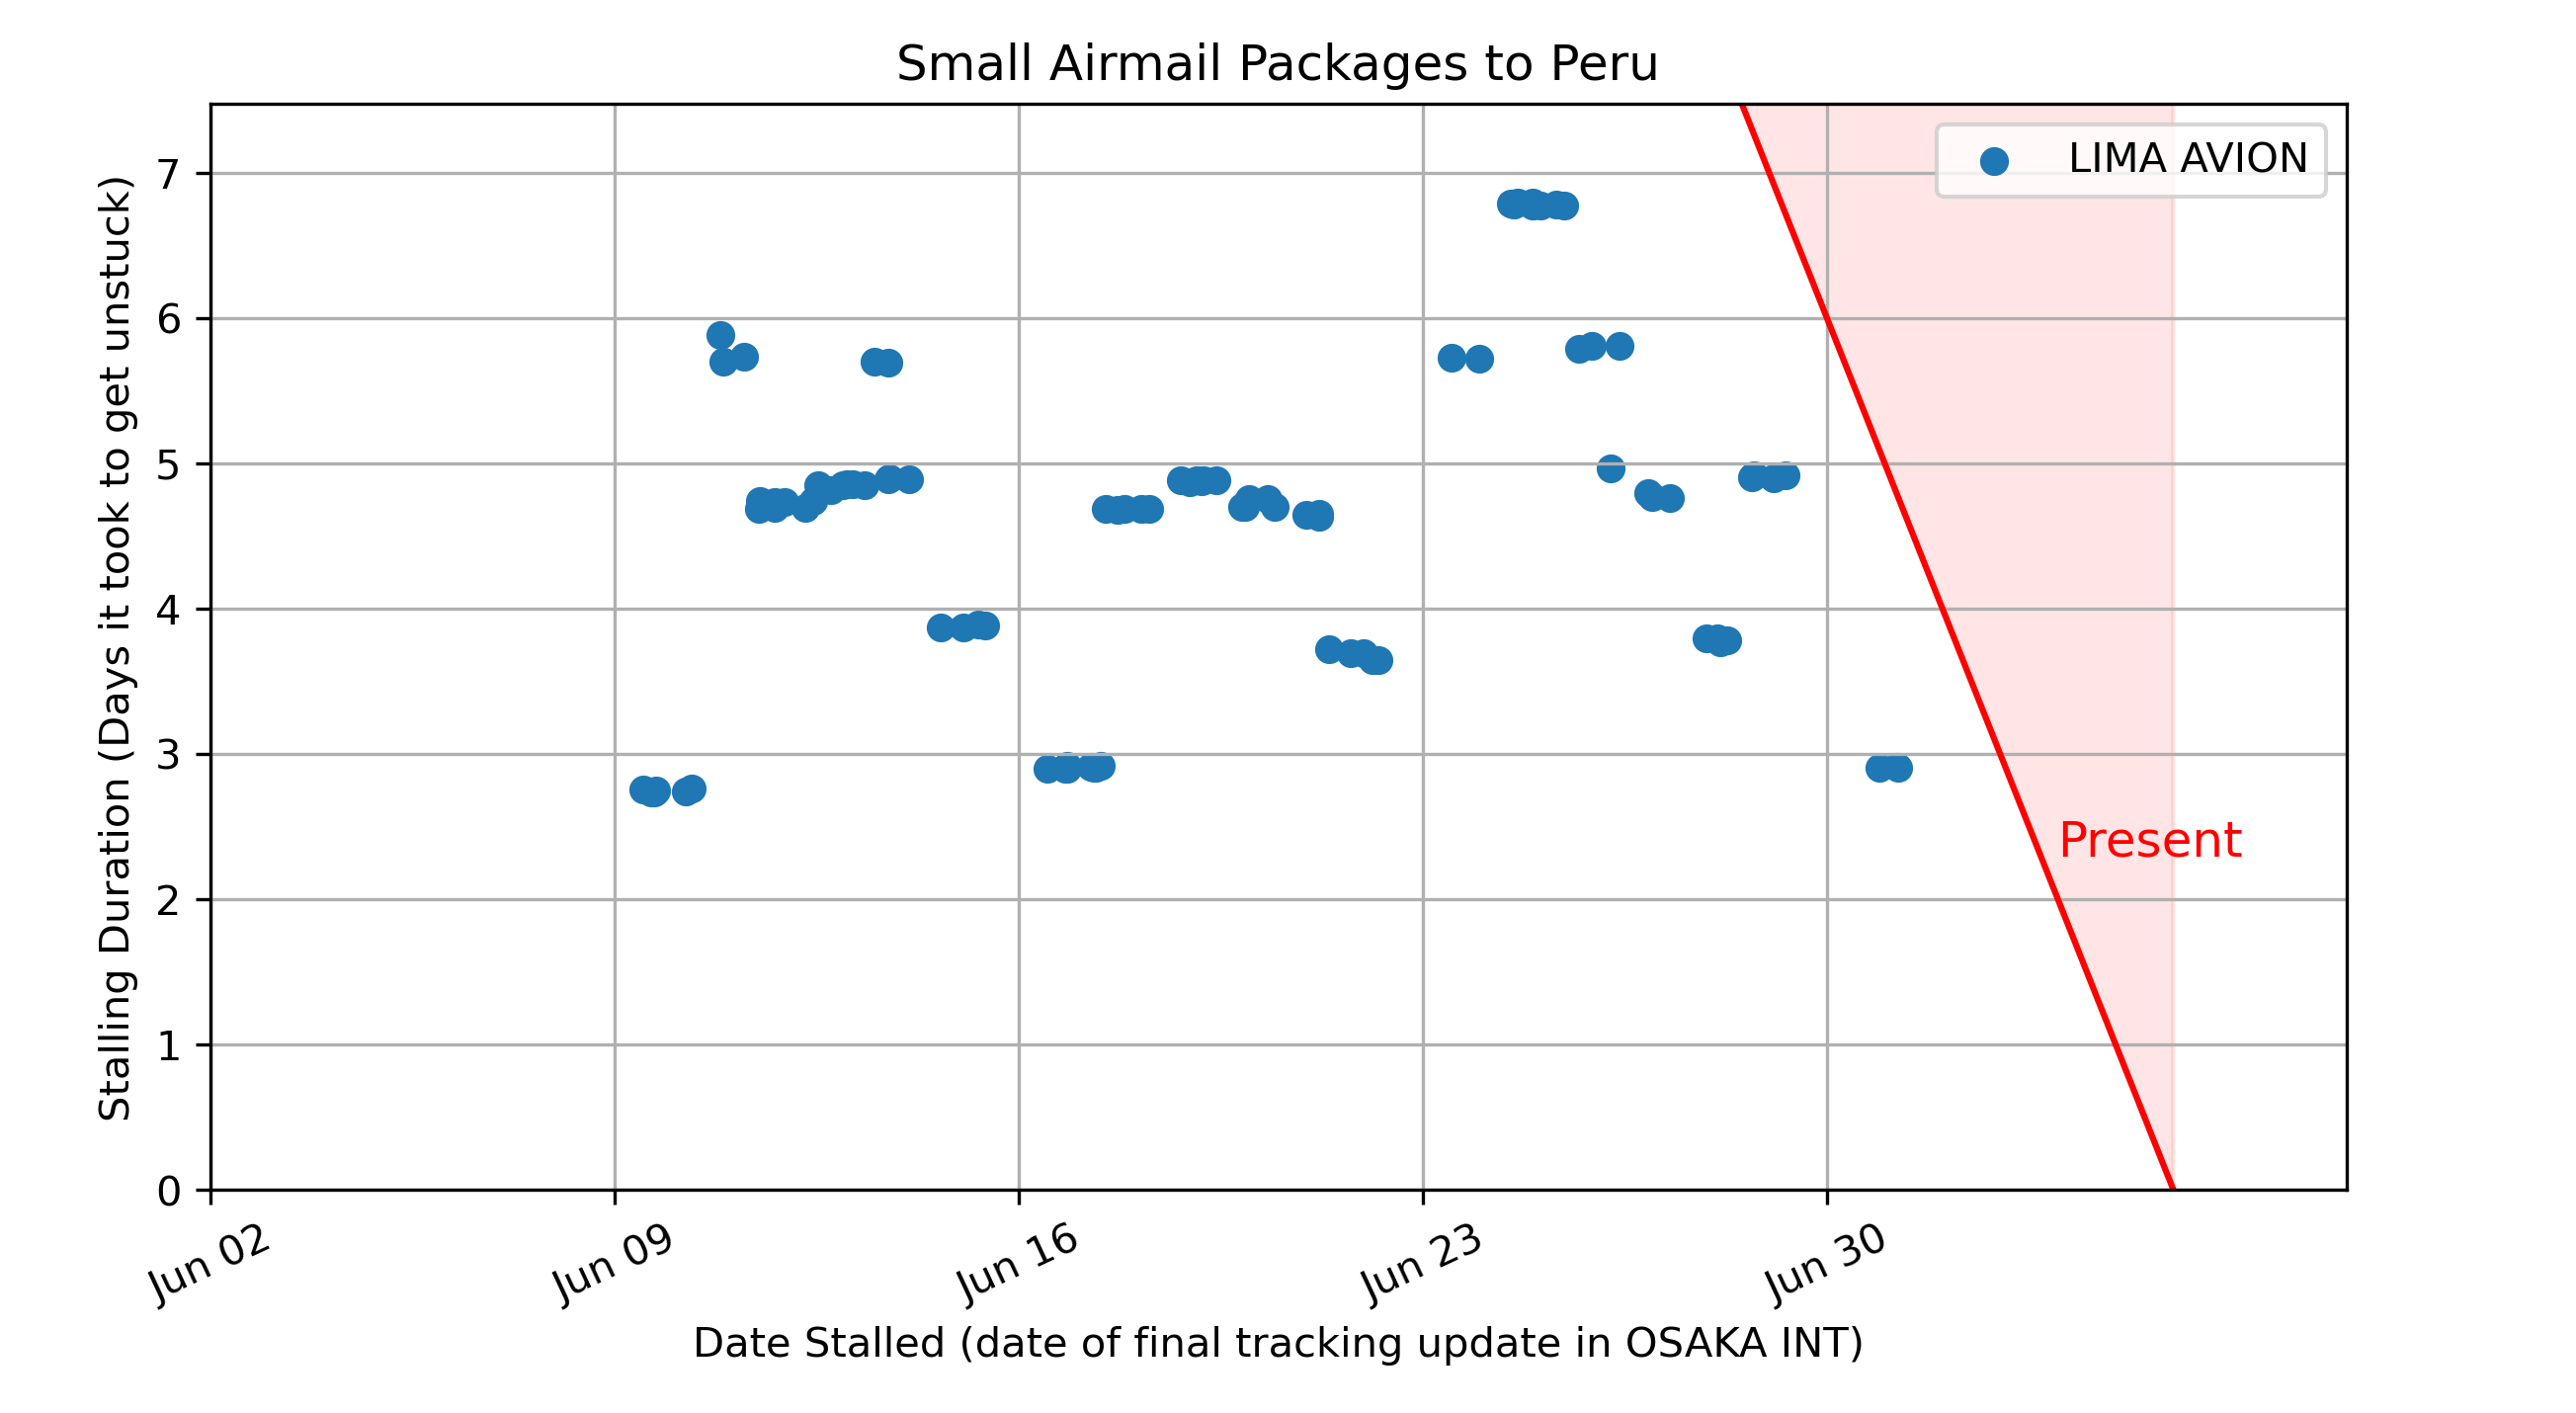 Small Airmail Packages to Peru
Stalling Duration (Days it took to get unstuck)
7
6
5
4
3
2
1
0
LIMA AVION
Present
Jun 02
Jun 09
Jun 16
Jun 23
Jun 30
Date Stalled (date of final tracking update in OSAKA INT)